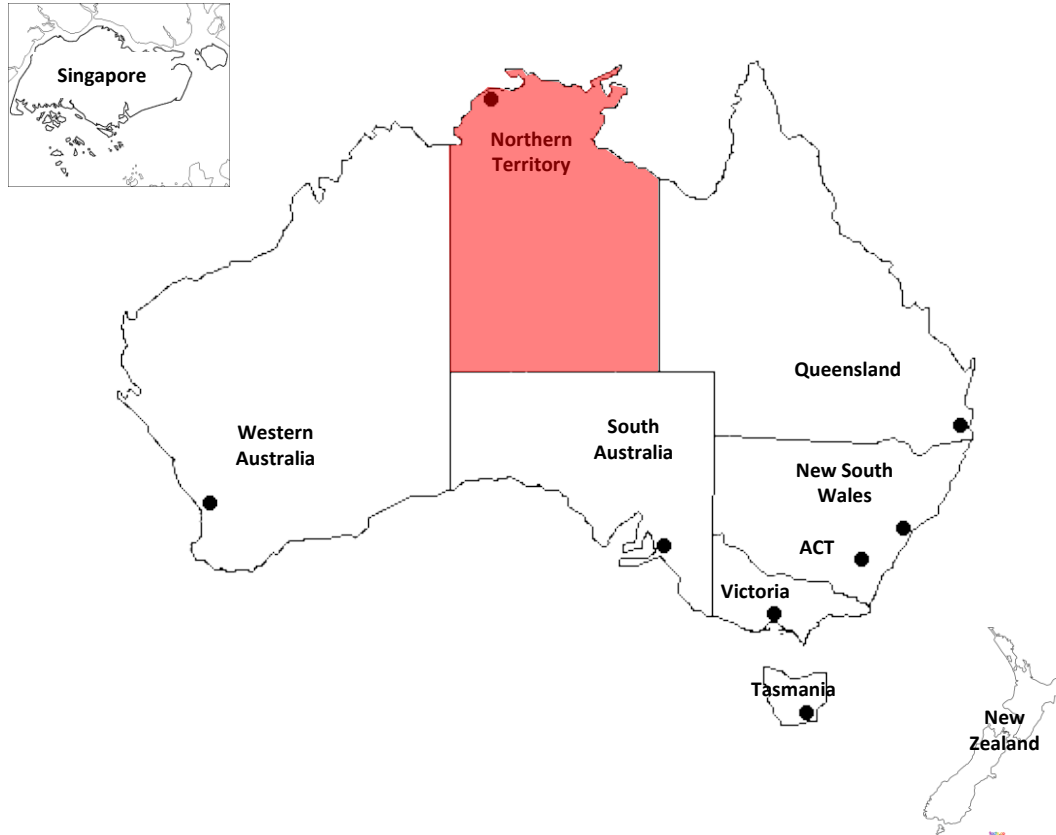 Singapore
Northern
Territory
Queensland
Western
Australia
South
Australia
New South
Wales
ACT
Victoria
Tasmania
New
Zealand